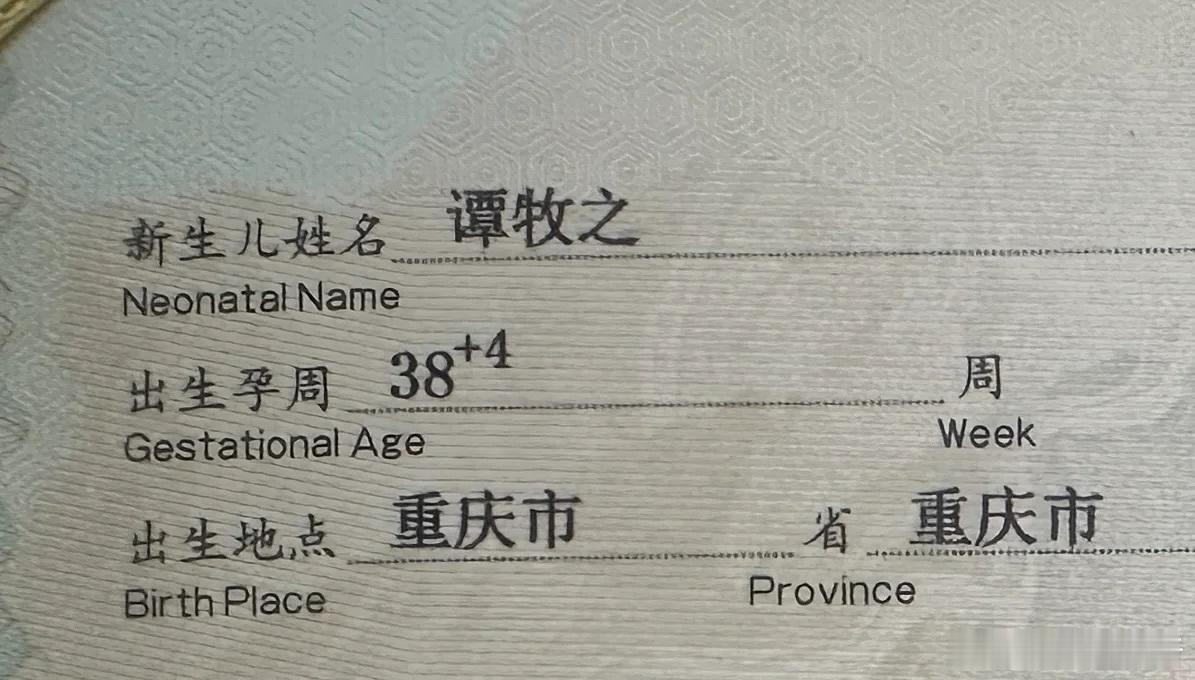 新生儿姓名 谭牧之
Neonatal Name
出生孕周 38+4 周
Gestational Age Week
出生地点 重庆市 省 重庆市
Birth Place Province